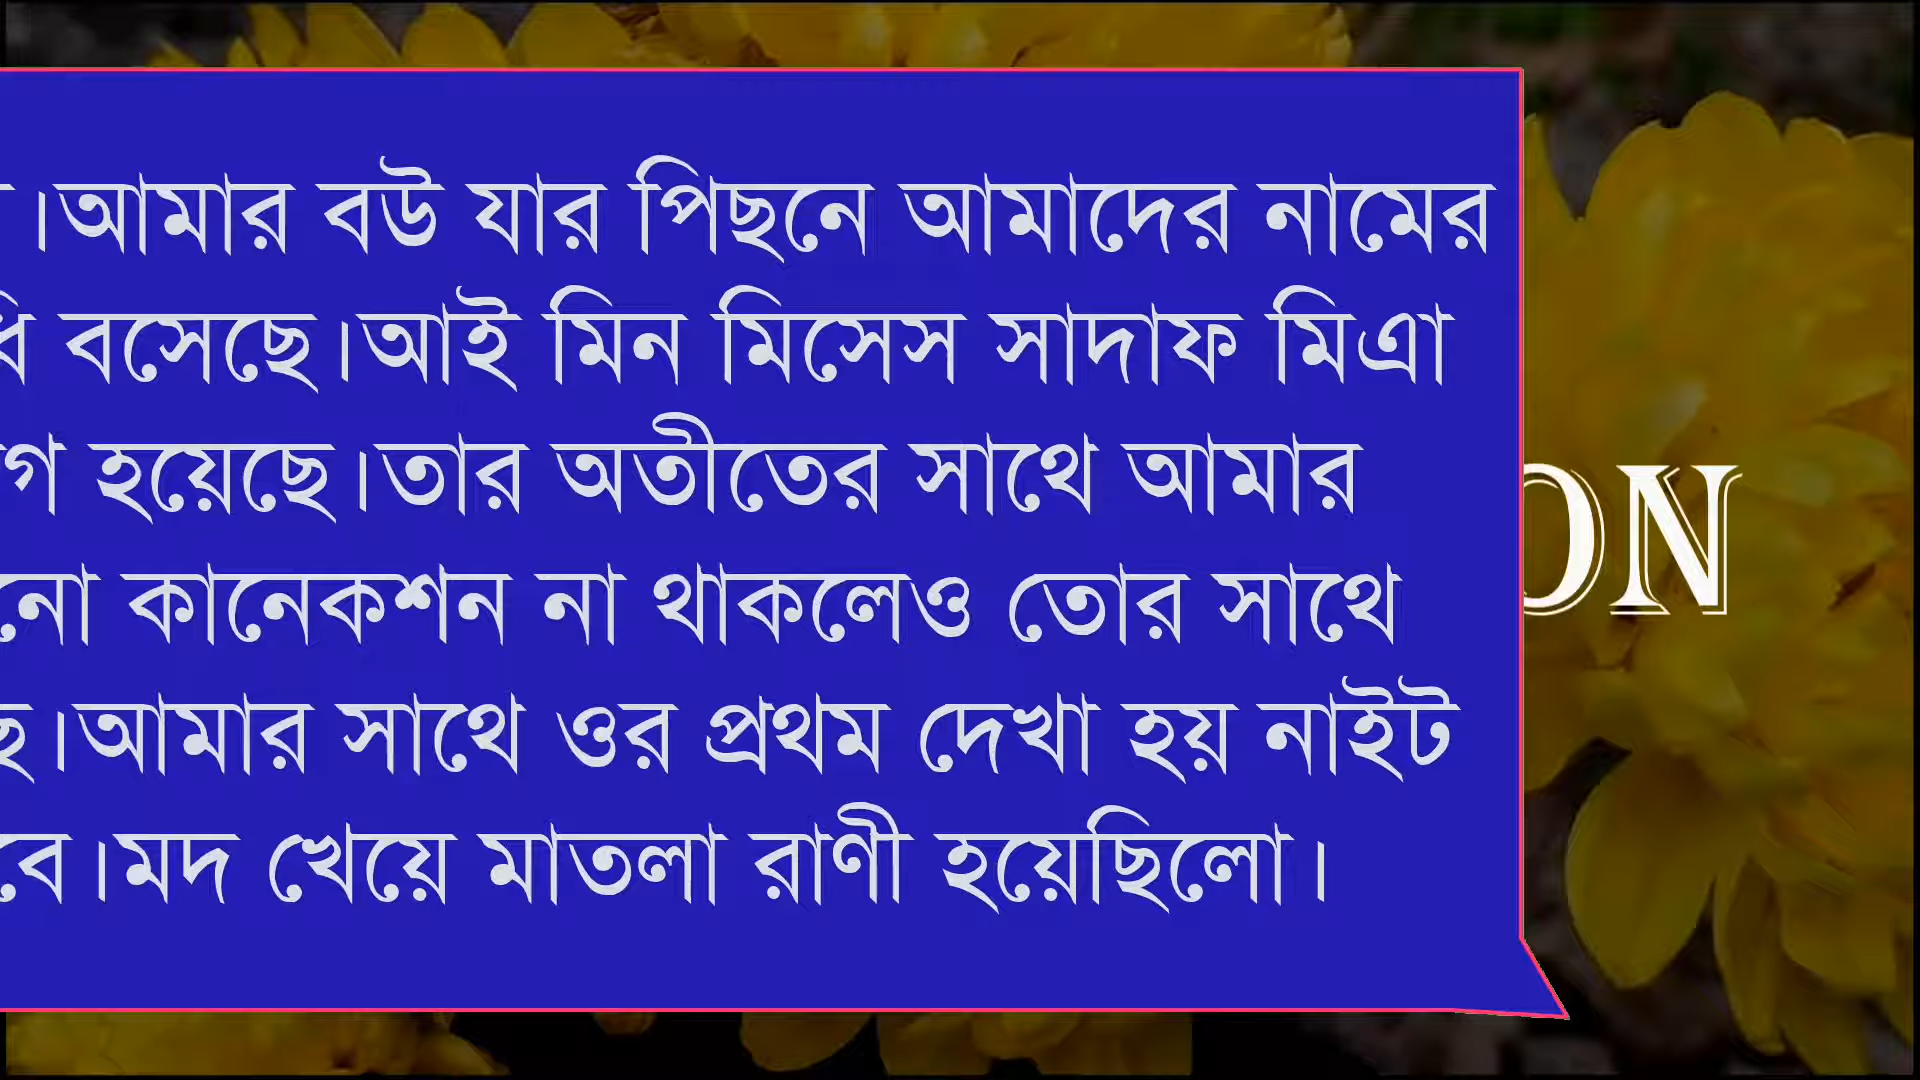 ।আমার বউ যার পিছনে আমাদের নামের
বসেছে।আই মিন মিসেস সাদাফ মিএা
হয়েছে।তার অতীতের সাথে আমার
কানেকশন না থাকলেও তোর সাথে
।আমার সাথে ওর প্রথম দেখা হয় নাইট
।মদ খেয়ে মাতলা রাণী হয়েছিলো।
ON